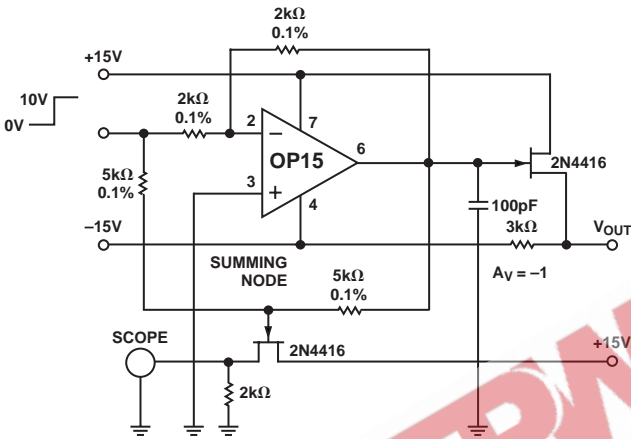 2kΩ
0.1%
+15V
10V
0V
2kΩ
0.1%
2
7
6
OP15
3
4
2N4416
5kΩ
0.1%
100pF
3kΩ
VOUT
–15V
SUMMING
NODE
5kΩ
0.1%
AV = –1
SCOPE
2N4416
+15V
2kΩ